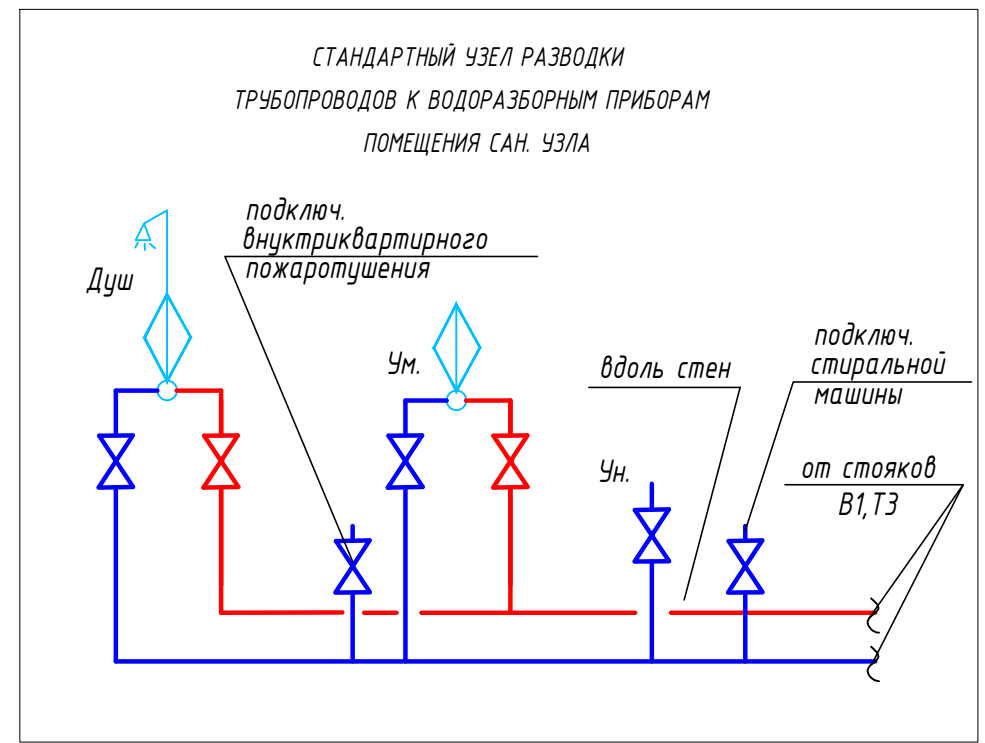 СТАНДАРТНЫЙ УЗЕЛ РАЗВОДКИ
ТРУБОПРОВОДОВ К ВОДОРАЗБОРНЫМ ПРИБОРАМ
ПОМЕЩЕНИЯ САН. УЗЛА
подключ.
внуктриквартирного
пожаротушения
Душ
Ум.
вдоль стен
подключ.
стиральной
машины
Ун.
от стояков
В1,Т3